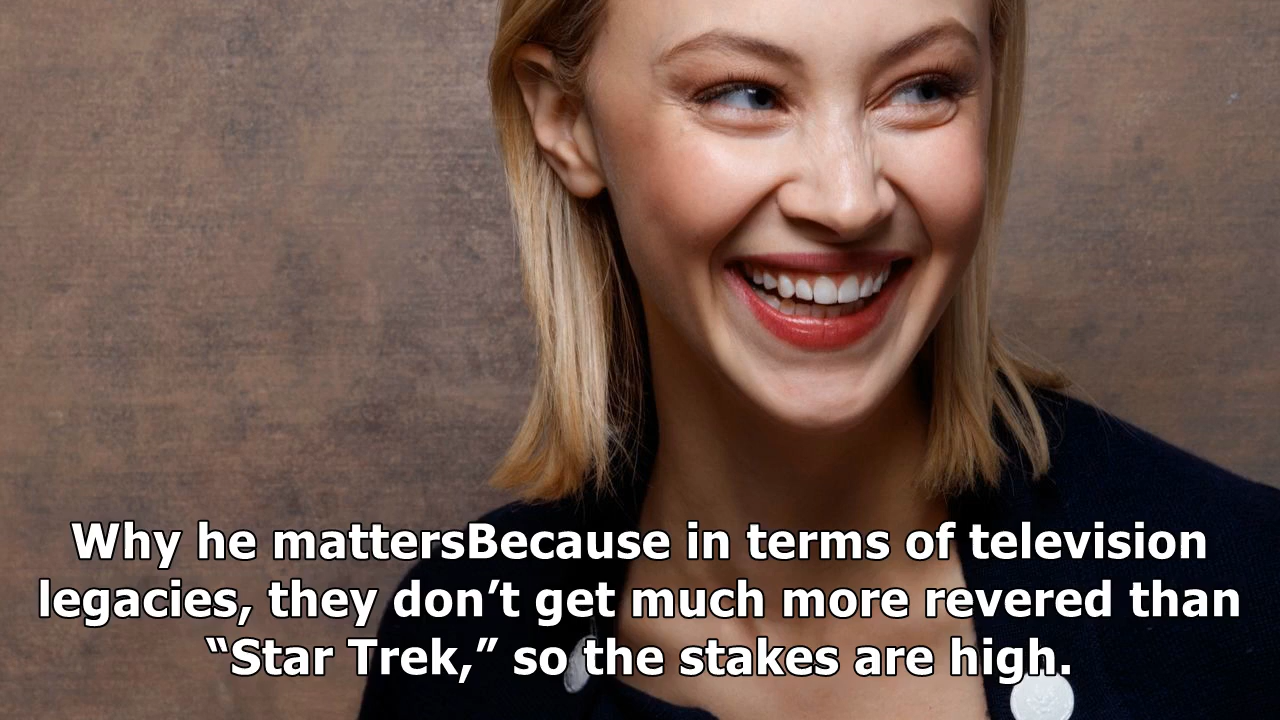 Why he mattersBecause in terms of television
legacies, they don’t get much more revered than
“Star Trek,” so the stakes are high.